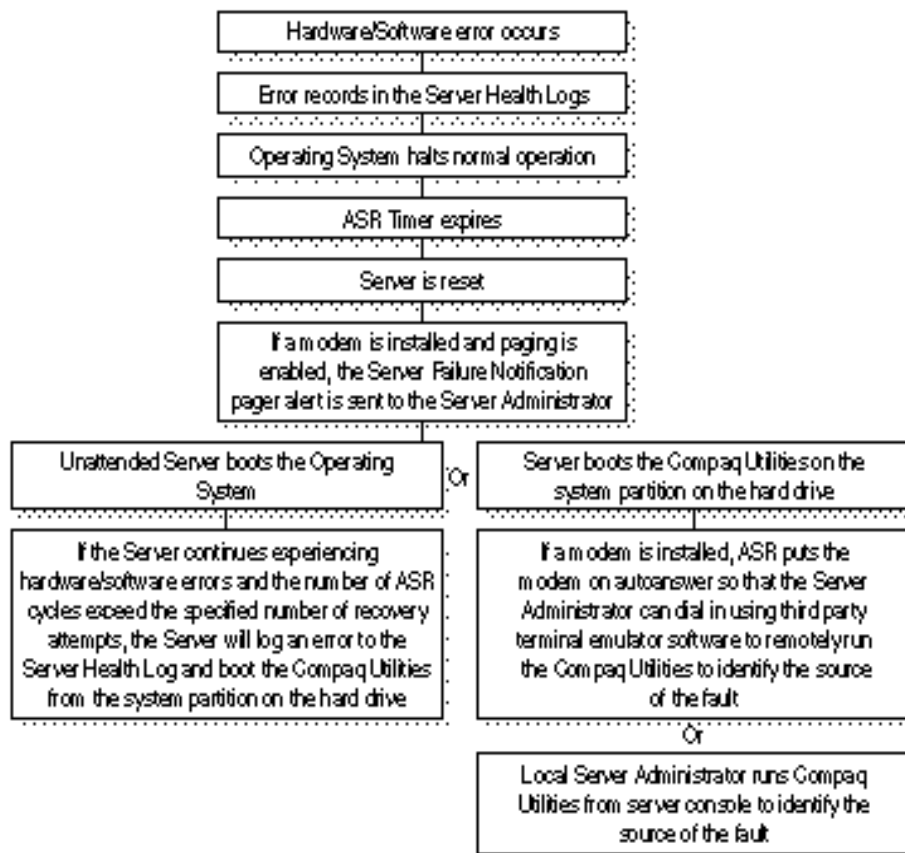 Hardware/Software error occurs
Error records in the Server Health Logs
Operating System halts normal operation
ASR Timer expires
Server is reset
If a modem is installed and paging is
enabled, the Server Failure Notification
pager alert is sent to the Server Administrator
Unattended Server boots the Operating
System
Or
Server boots the Compaq Utilities on the
system partition on the hard drive
If the Server continues experiencing
hardware/software errors and the number of ASR
cycles exceed the specified number of recovery
attempts, the Server will log an error to the
Server Health Log and boot the Compaq Utilities
from the system partition on the hard drive
If a modem is installed, ASR puts the
modem on autoanswer so that the Server
Administrator can dial in using third party
terminal emulator software to remotely run
the Compaq Utilities to identify the source
of the fault
Or
Local Server Administrator runs Compaq
Utilities from server console to identify the
source of the fault